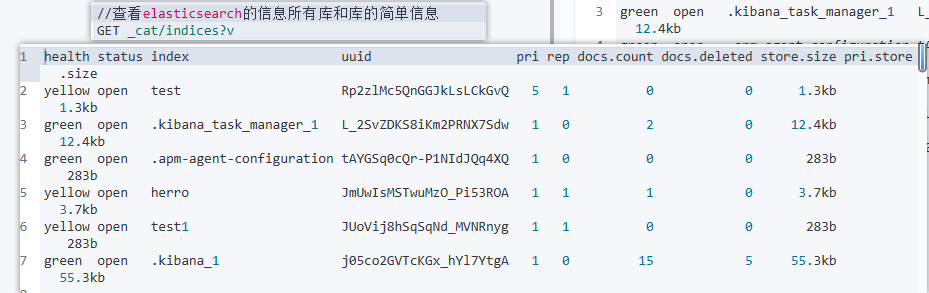 //查看elasticsearch的信息所有库和库的简单信息
GET _cat/indices?v
3 green open .kibana_task_manager_1 L_
12.4kb
1 health status index uuid pri rep docs.count docs.deleted store.size pri.store
.size
2 yellow open test Rp2zlMc5QnGGJkLsLCkGvQ 5 1 0 0 1.3kb
1.3kb
3 green open .kibana_task_manager_1 L_2SvZDKS8iKm2PRNX7Sdw 1 0 2 0 12.4kb
12.4kb
4 green open .apm-agent-configuration tAYGSq0cQr-P1NIdJQq4XQ 1 0 0 0 283b
283b
5 yellow open herro JmUwIsMSTwuMzO_Pi53ROA 1 1 1 0 3.7kb
3.7kb
6 yellow open test1 JUoVij8hSqSqNd_MVNRnyg 1 1 0 0 283b
283b
7 green open .kibana_1 j05co2GVTcKGx_hYl7YtgA 1 0 15 5 55.3kb
55.3kb